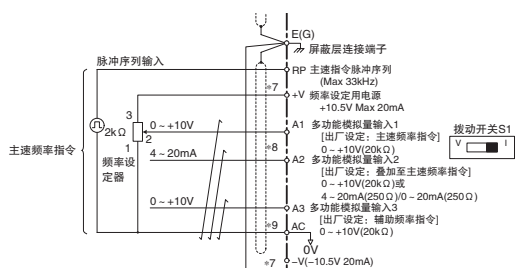 E(G)
屏蔽层连接端子
脉冲序列输入
RP 主速指令脉冲序列
(Max 33kHz)
*7
+V 频率设定用电源
+10.5V Max 20mA
3
2kΩ
2
1
0～+10V
A1 多功能模拟量输入1
[出厂设定：主速频率指令]
0～+10V(20kΩ)
拨动开关S1
V I
主速频率指令
频率设
定器
4～20mA
*8
A2 多功能模拟量输入2
[出厂设定：叠加至主速频率指令]
0～+10V(20kΩ)或
4～20mA(250Ω)/0～20mA(250Ω)
0～+10V
A3 多功能模拟量输入3
[出厂设定：辅助频率指令]
0～+10V(20kΩ)
*9
AC
0V
*7
−V(−10.5V 20mA)